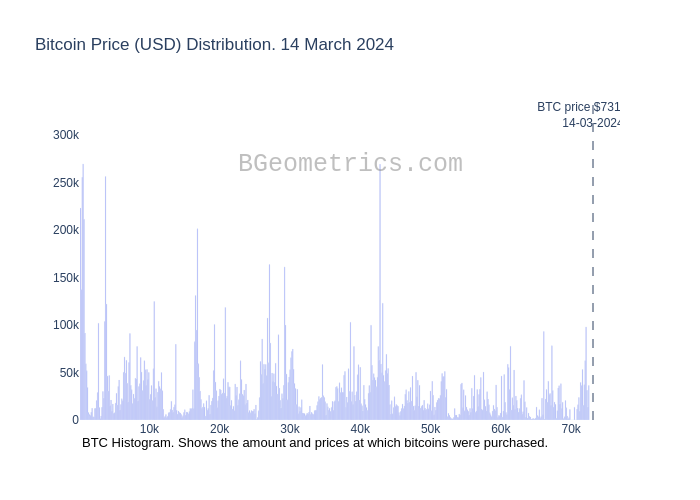 Bitcoin Price (USD) Distribution. 14 March 2024
BTC price $731
14-03-2024
300k
BGeometrics.com
250k
200k
150k
100k
50k
0
10k 20k 30k 40k 50k 60k 70k
BTC Histogram. Shows the amount and prices at which bitcoins were purchased.